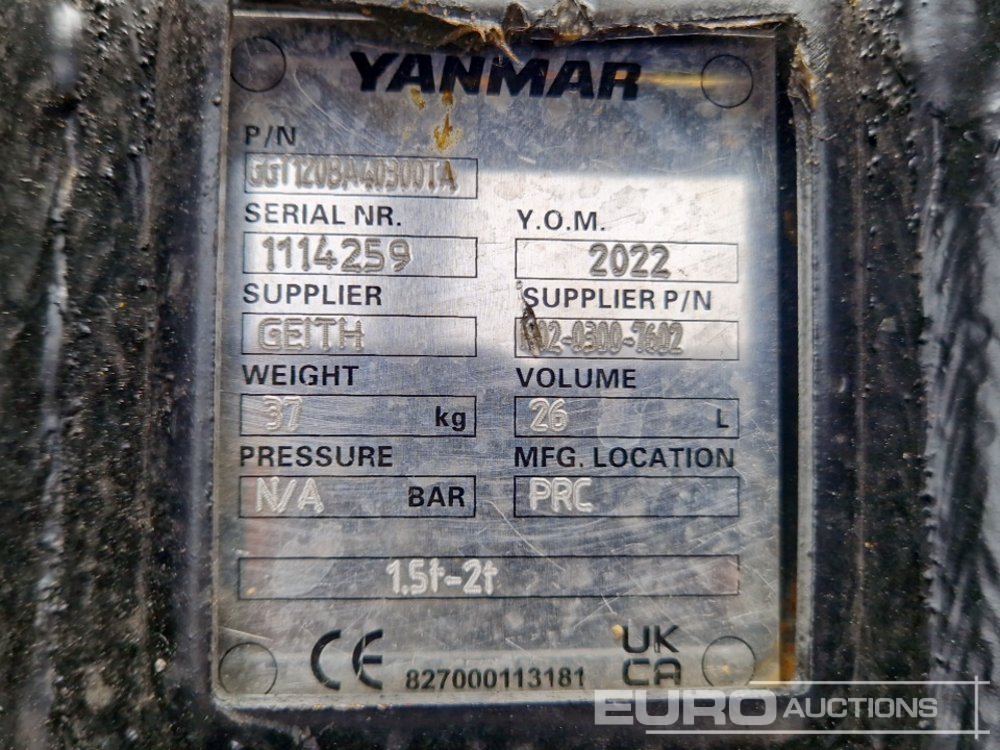 YANMAR
P/N
GGT120BA40300TA
SERIAL NR.
1114259
Y.O.M.
2022
SUPPLIER
GEITH
SUPPLIER P/N
WEIGHT
37 kg
VOLUME
26 L
PRESSURE
N/A BAR
MFG. LOCATION
PRC
1.5t-2t
CE
827000113181
UK
CA
EURO AUCTIONS